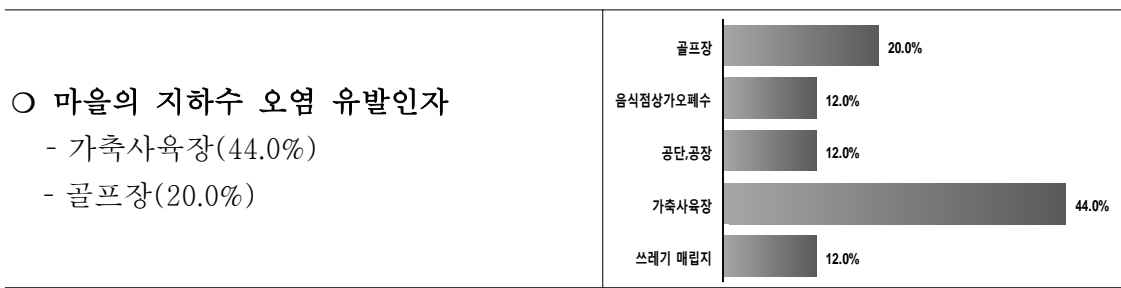 ❍ 마을의 지하수 오염 유발인자
- 가축사육장(44.0%)
- 골프장(20.0%)
골프장 20.0%
음식점상가오폐수 12.0%
공단,공장 12.0%
가축사육장 44.0%
쓰레기 매립지 12.0%